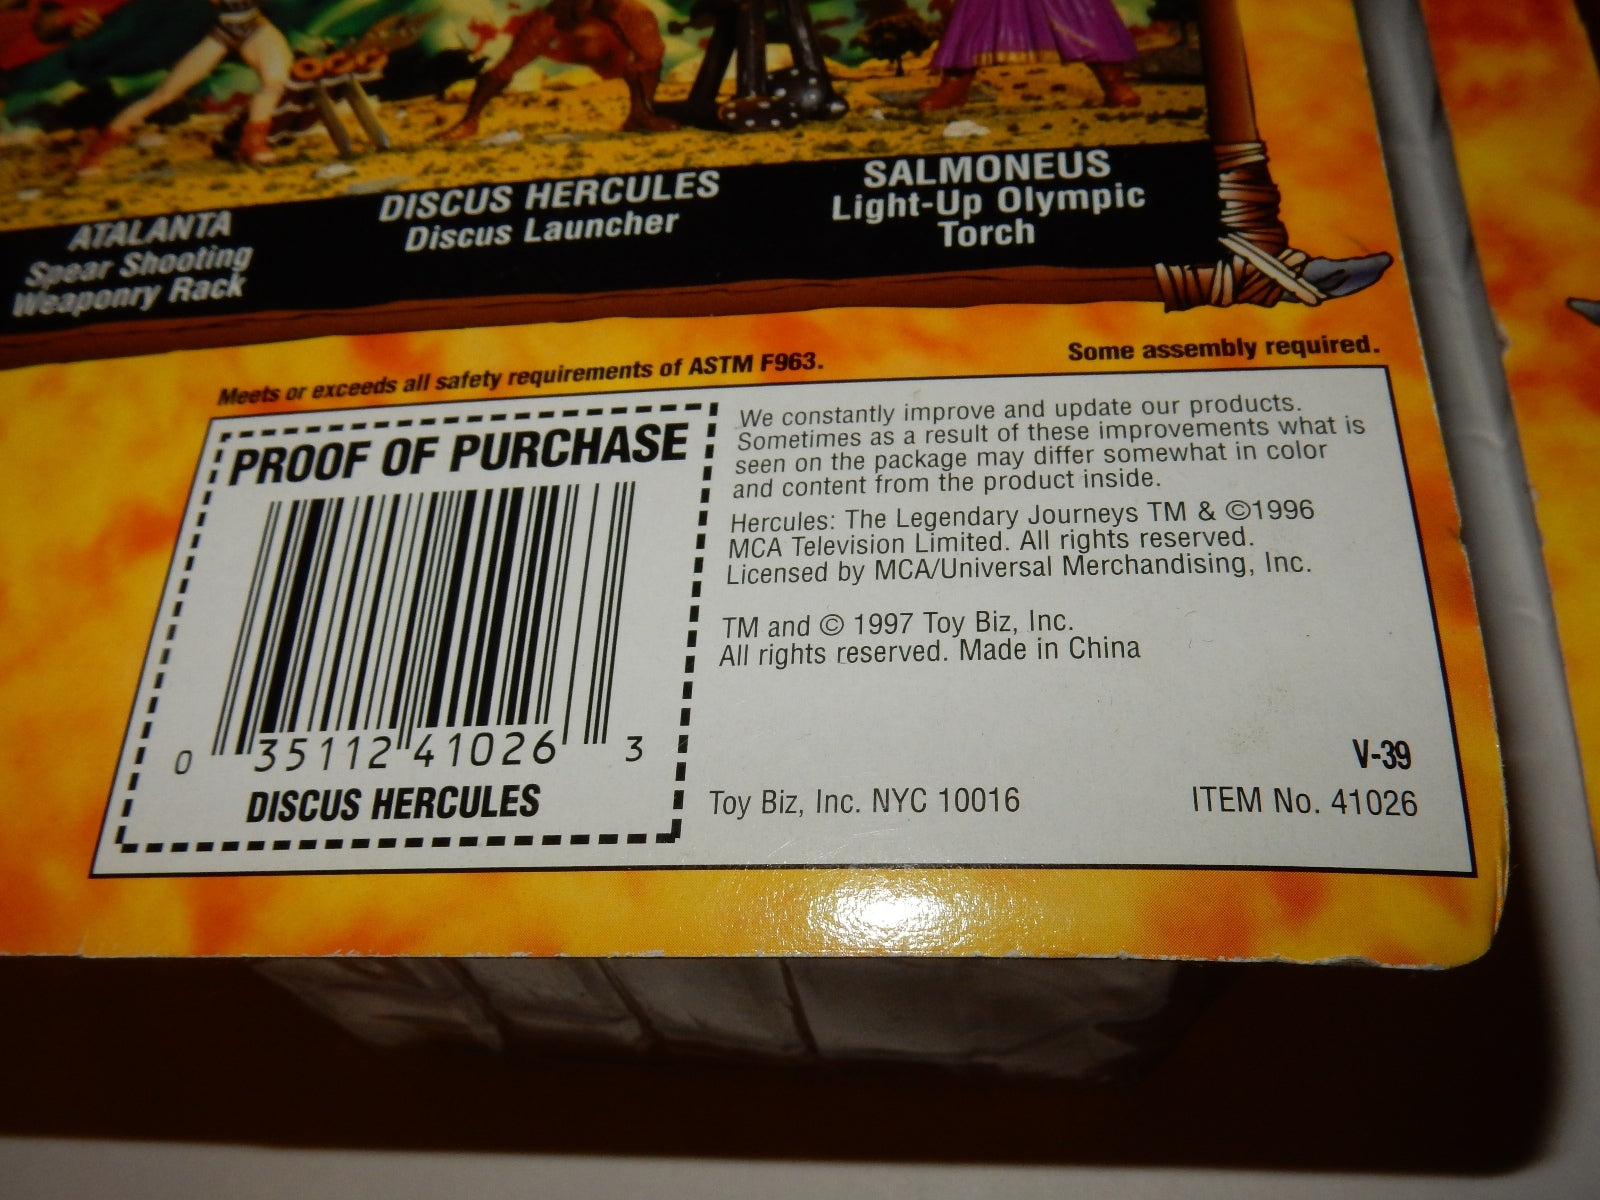 ATALANTA
Spear Shooting
Weaponry Rack
DISCUS HERCULES
Discus Launcher
SALMONEUS
Light-Up Olympic
Torch
Meets or exceeds all safety requirements of ASTM F963.
Some assembly required.
PROOF OF PURCHASE
0 35112 41026 3
DISCUS HERCULES
We constantly improve and update our products.
Sometimes as a result of these improvements what is
seen on the package may differ somewhat in color
and content from the product inside.
Hercules: The Legendary Journeys TM & ©1996
MCA Television Limited. All rights reserved.
Licensed by MCA/Universal Merchandising, Inc.
TM and © 1997 Toy Biz, Inc.
All rights reserved. Made in China
V-39
Toy Biz, Inc. NYC 10016
ITEM No. 41026